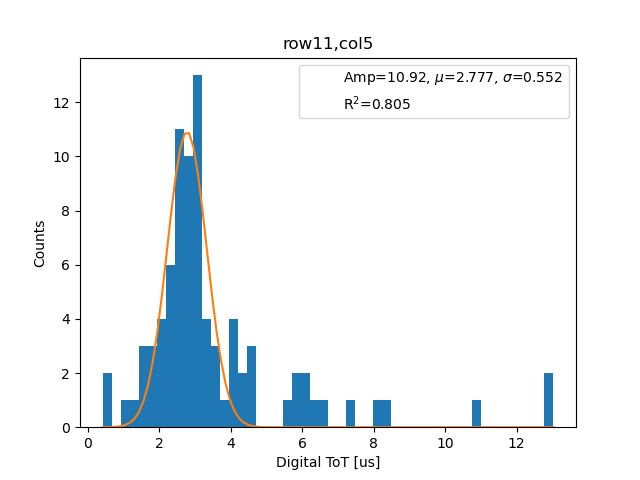 row11,col5
Amp=10.92, μ=2.777, σ=0.552
R²=0.805
Counts
12
10
8
6
4
2
0
0 2 4 6 8 10 12
Digital ToT [us]